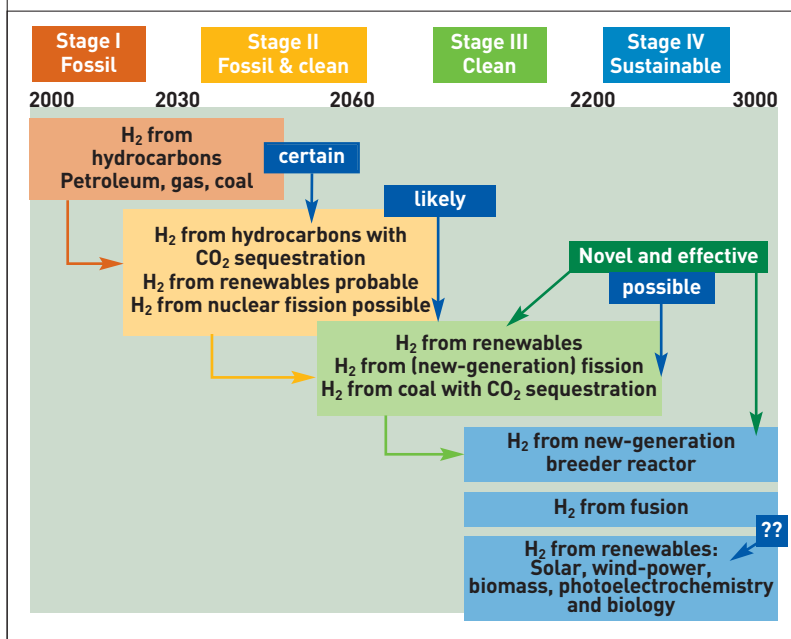 Stage I
Fossil
Stage II
Fossil & clean
Stage III
Clean
Stage IV
Sustainable
2000
2030
2060
2200
3000
H₂ from
hydrocarbons
Petroleum, gas, coal
certain
likely
H₂ from hydrocarbons with
CO₂ sequestration
H₂ from renewables probable
H₂ from nuclear fission possible
Novel and effective
possible
H₂ from renewables
H₂ from (new-generation) fission
H₂ from coal with CO₂ sequestration
H₂ from new-generation
breeder reactor
H₂ from fusion
??
H₂ from renewables:
Solar, wind-power,
biomass, photoelectrochemistry
and biology